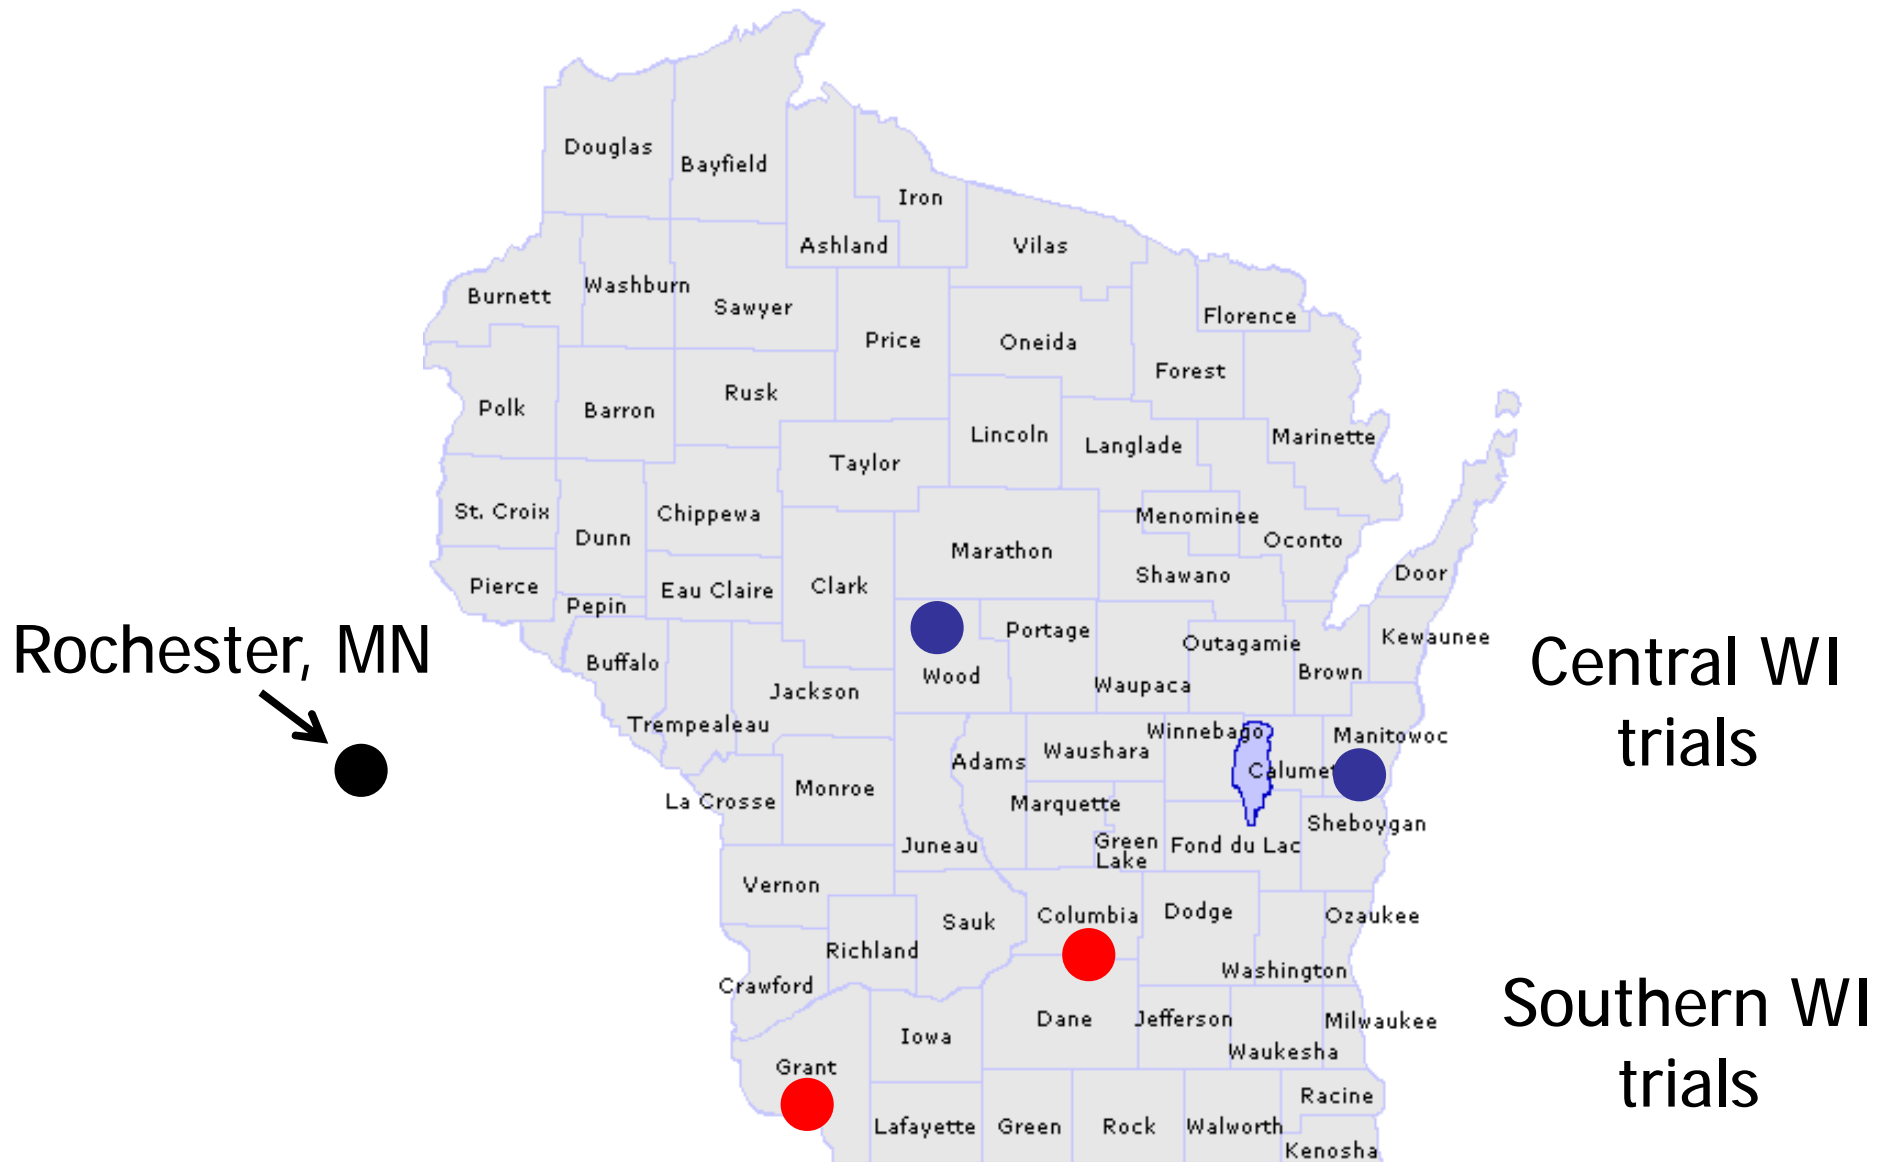 Douglas
Bayfield
Iron
Ashland
Vilas
Burnett
Washburn
Sawyer
Florence
Price
Oneida
Forest
Rusk
Polk
Barron
Lincoln
Langlade
Marinette
Taylor
St. Croix
Chippewa
Menominee
Dunn
Oconto
Marathon
Door
Shawano
Pierce
Eau Claire
Clark
Pepin
Portage
Kewaunee
Outagamie
Buffalo
Brown
Wood
Waupaca
Jackson
Rochester, MN
Central WI
trials
Trempealeau
Winnebago
Manitowoc
Waushara
Adams
Calumet
Monroe
La Crosse
Marquette
Sheboygan
Juneau
Green
Lake
Fond du Lac
Vernon
Columbia
Dodge
Ozaukee
Sauk
Richland
Washington
Crawford
Southern WI
trials
Dane
Jefferson
Milwaukee
Iowa
Waukesha
Grant
Racine
Lafayette
Green
Rock
Walworth
Kenosha